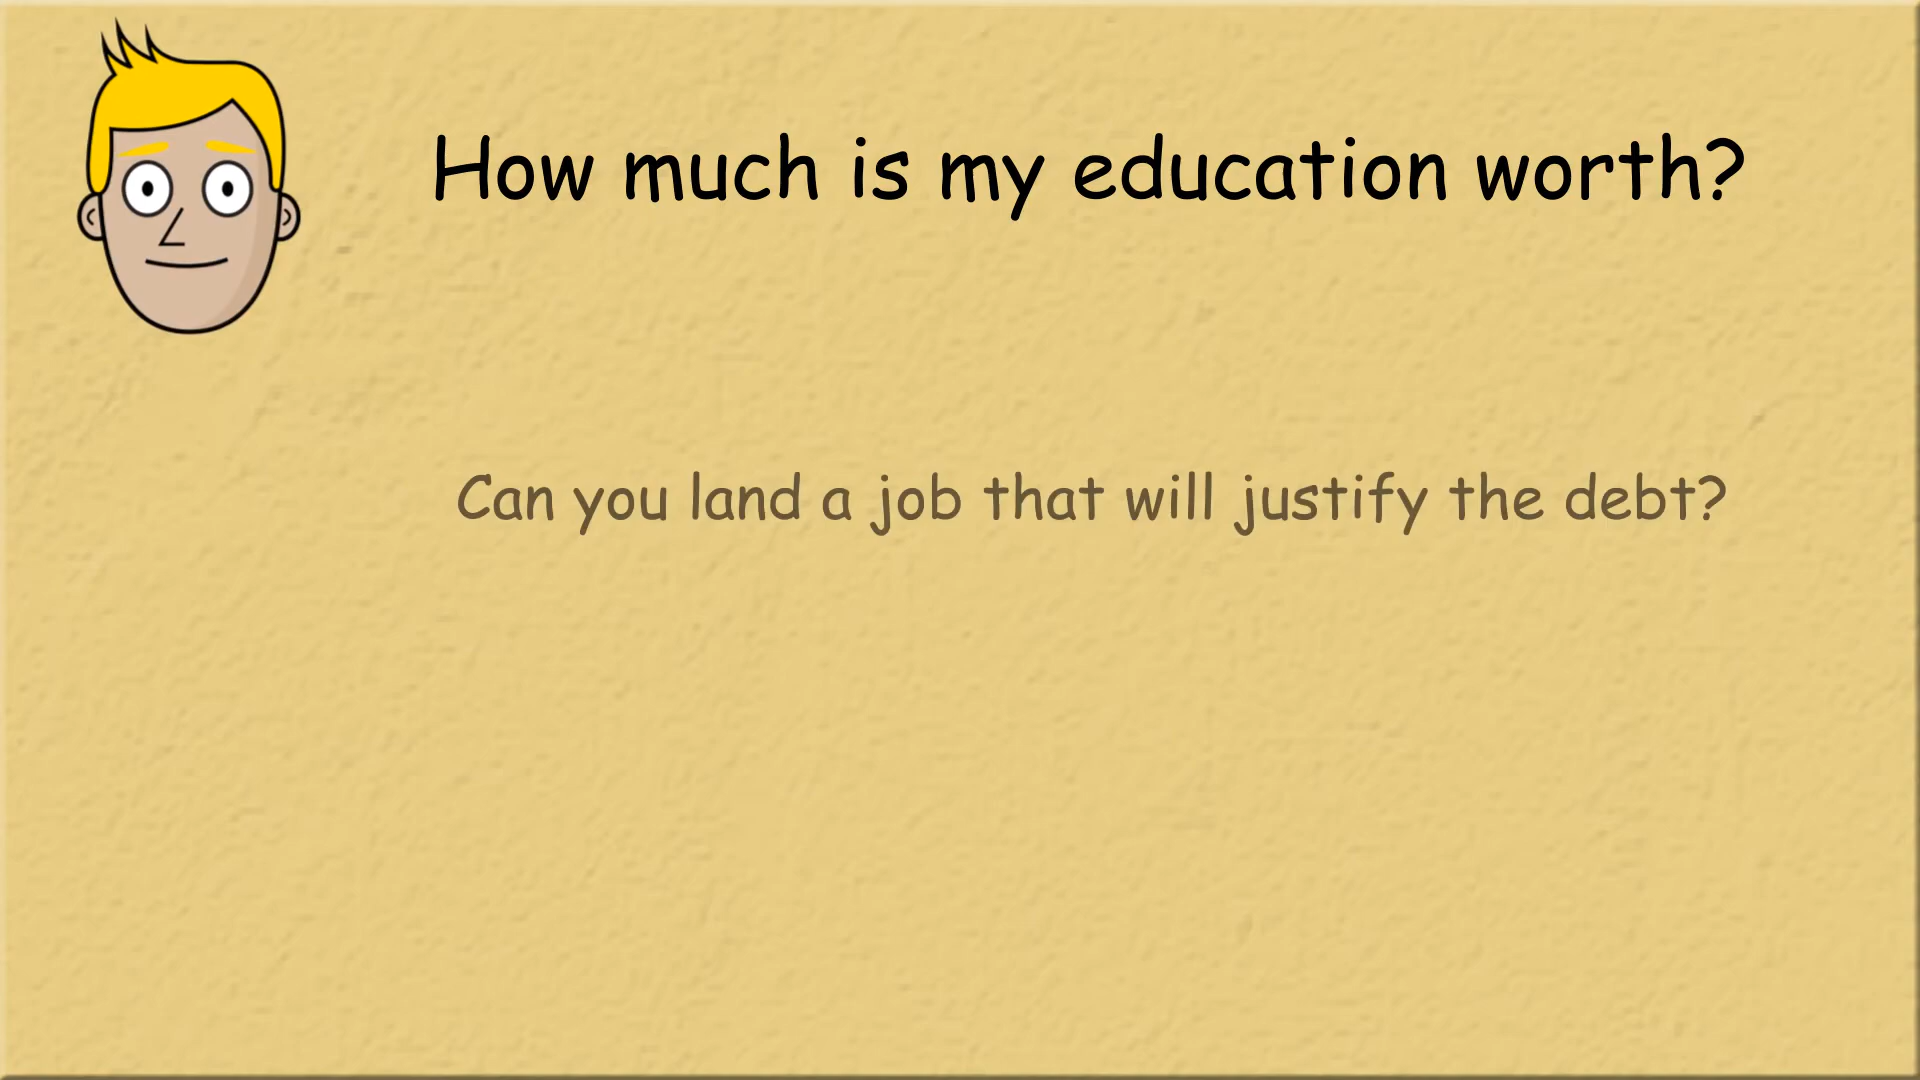 How much is my education worth?
Can you land a job that will justify the debt?